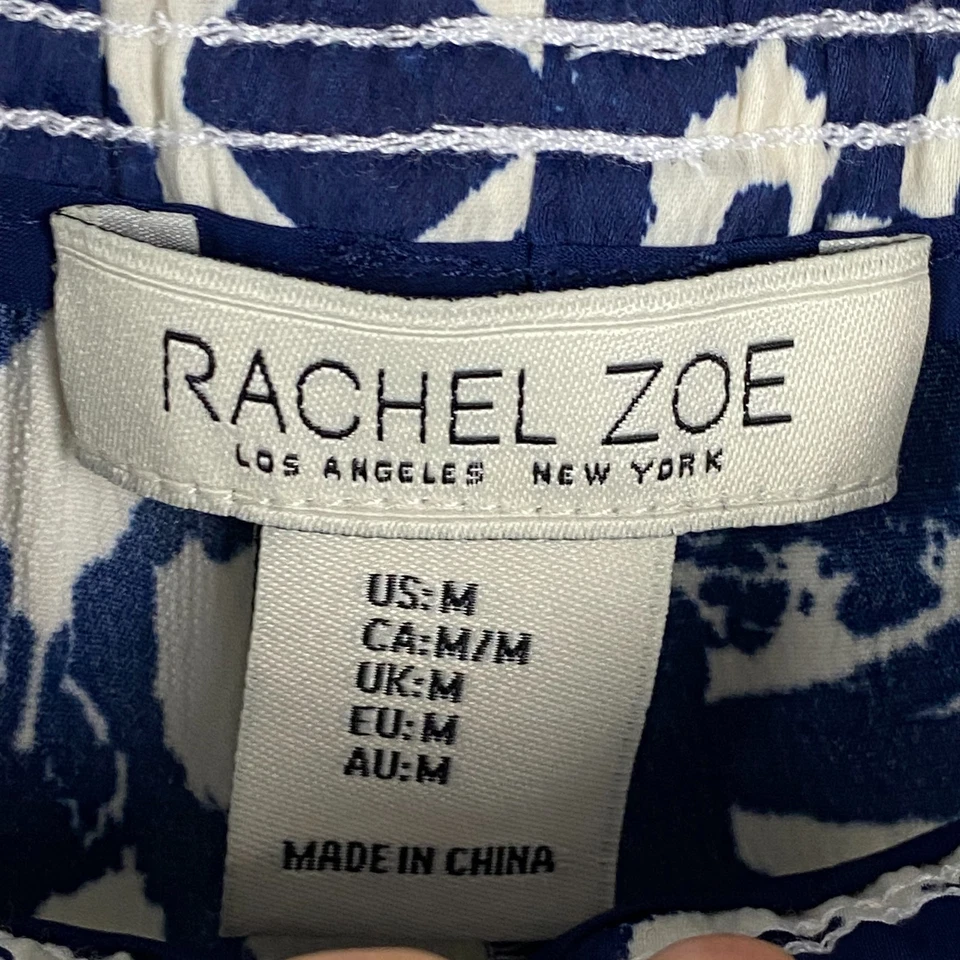 RACHEL ZOE
LOS ANGELES NEW YORK
US:M
CA:M/M
UK:M
EU:M
AU:M
MADE IN CHINA